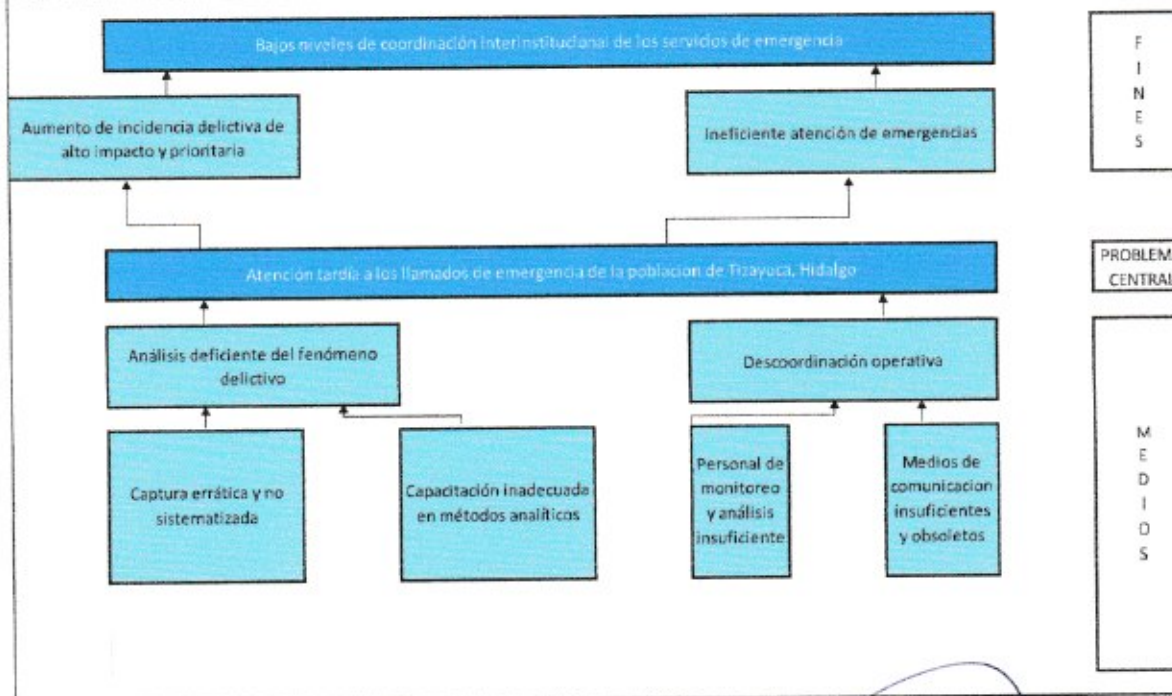 Bajos niveles de coordinación interinstitucional de los servicios de emergencia
Aumento de incidencia delictiva de
alto impacto y prioritaria
Ineficiente atención de emergencias
F
I
N
E
S
Atención tardía a los llamados de emergencia de la poblacion de Tizayuca, Hidalgo
PROBLEM
CENTRAL
Análisis deficiente del fenómeno
delictivo
Descoordinación operativa
Captura errática y no
sistematizada
Capacitación inadecuada
en métodos analíticos
Personal de
monitoreo
y análisis
insuficiente
Medios de
comunicacion
insuficientes
y obsoletos
M
E
D
I
O
S